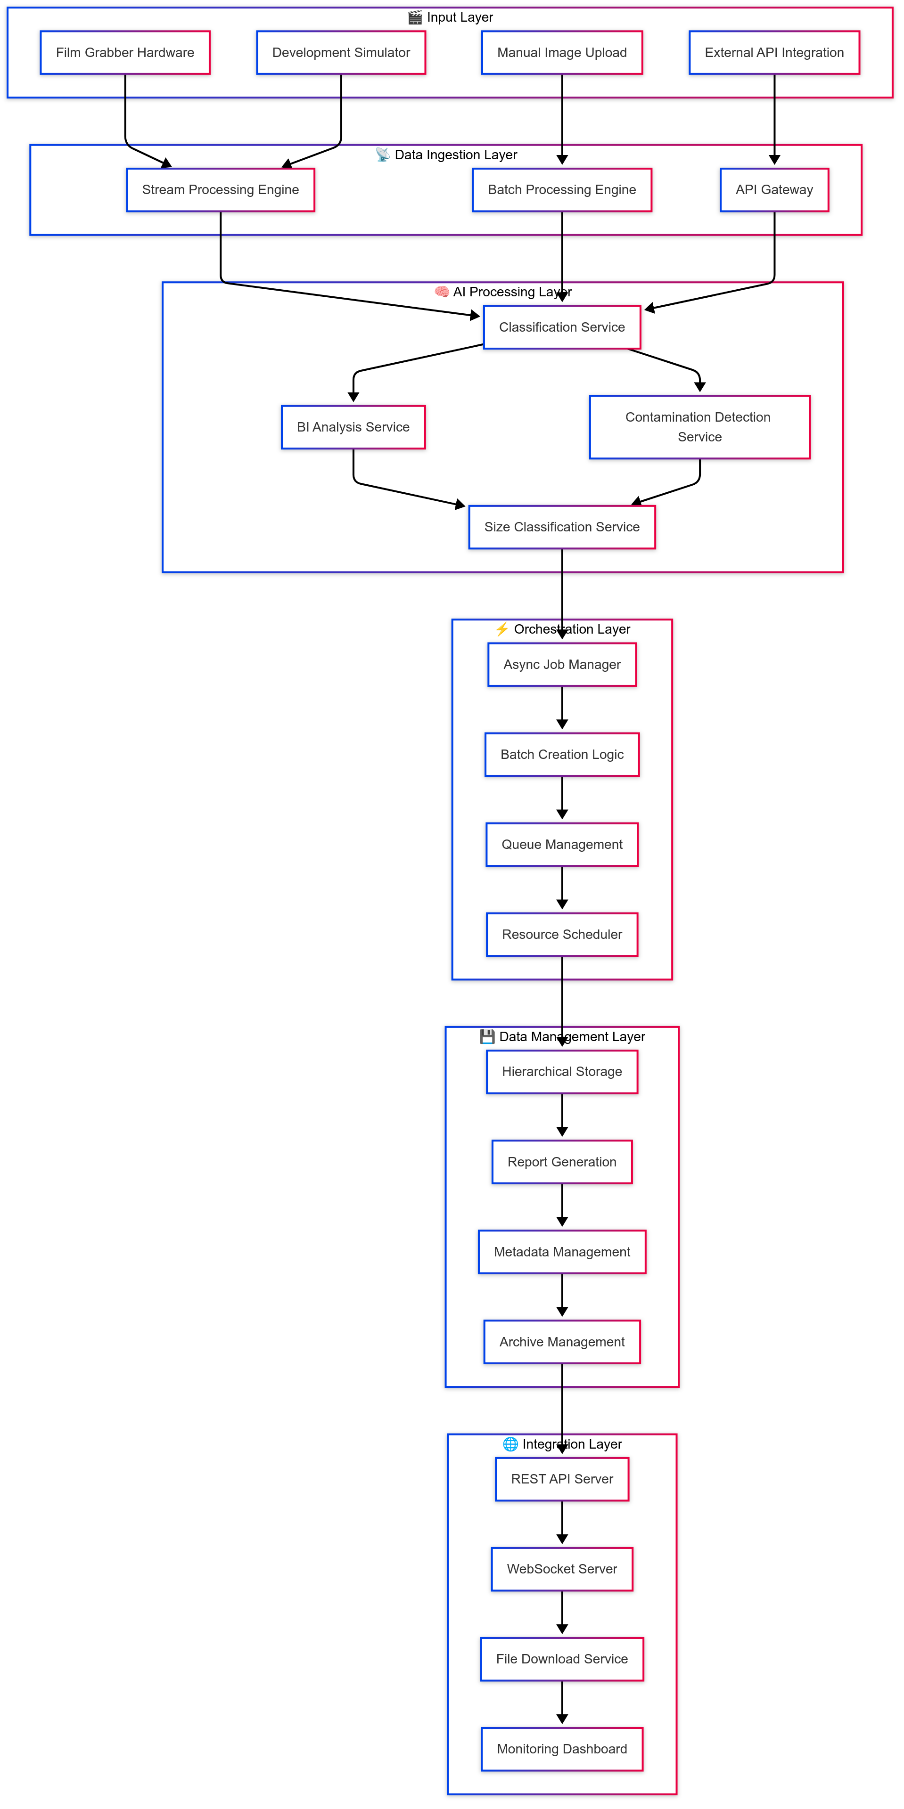 🎬 Input Layer
Film Grabber Hardware
Development Simulator
Manual Image Upload
External API Integration
📡 Data Ingestion Layer
Stream Processing Engine
Batch Processing Engine
API Gateway
🧠 AI Processing Layer
Classification Service
BI Analysis Service
Contamination Detection
Service
Size Classification Service
⚡ Orchestration Layer
Async Job Manager
Batch Creation Logic
Queue Management
Resource Scheduler
💾 Data Management Layer
Hierarchical Storage
Report Generation
Metadata Management
Archive Management
🌐 Integration Layer
REST API Server
WebSocket Server
File Download Service
Monitoring Dashboard